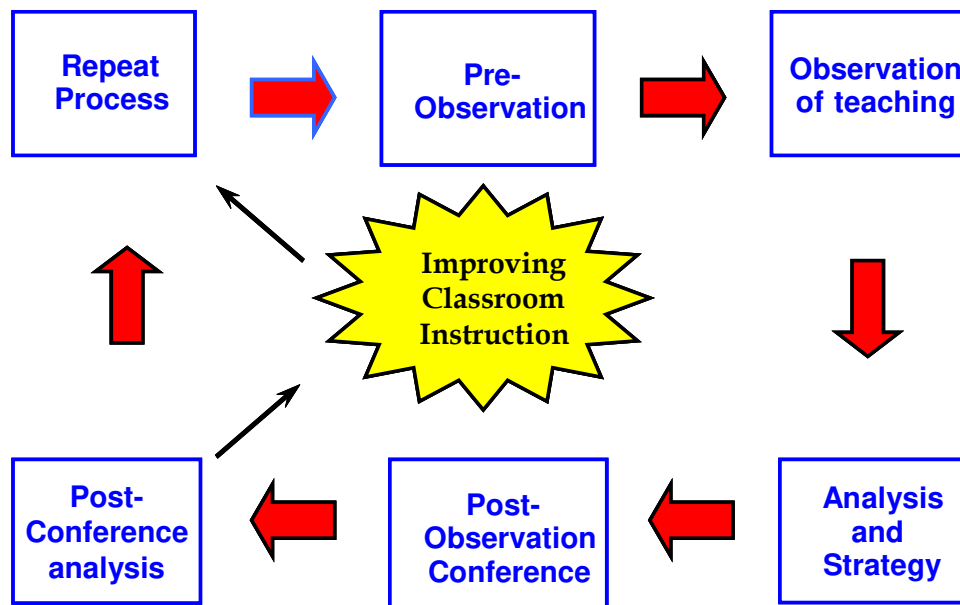 Repeat
Process
Pre-
Observation
Observation
of teaching
Improving
Classroom
Instruction
Post-
Conference
analysis
Post-
Observation
Conference
Analysis
and
Strategy